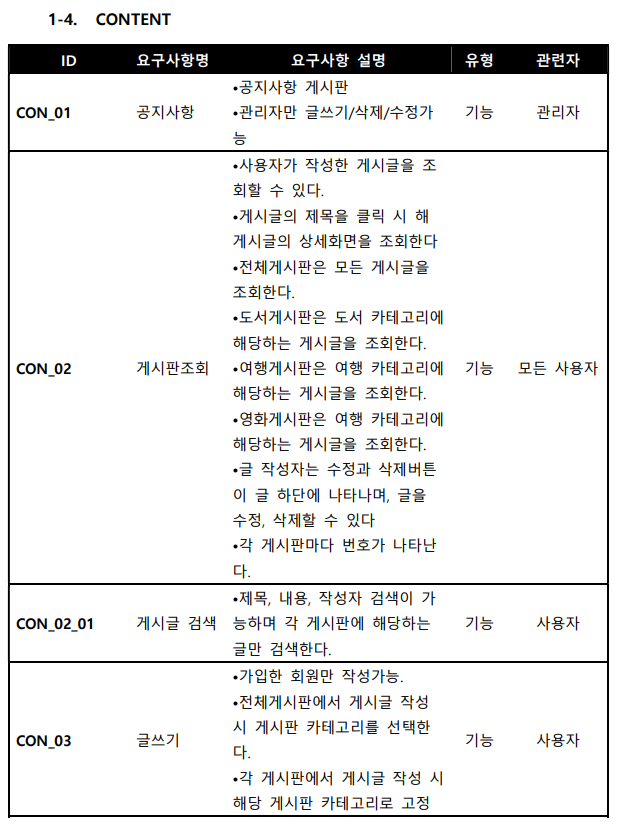 1-4. CONTENT
ID 요구사항명 요구사항 설명 유형 관련자
•공지사항 게시판
CON_01 공지사항 •관리자만 글쓰기/삭제/수정가 기능 관리자
능
•사용자가 작성한 게시글을 조
회할 수 있다.
•게시글의 제목을 클릭 시 해
게시글의 상세화면을 조회한다
•전체게시판은 모든 게시글을
조회한다.
•도서게시판은 도서 카테고리에
해당하는 게시글을 조회한다.
CON_02 게시판조회 •여행게시판은 여행 카테고리에 기능 모든 사용자
해당하는 게시글을 조회한다.
•영화게시판은 여행 카테고리에
해당하는 게시글을 조회한다.
•글 작성자는 수정과 삭제버튼
이 글 하단에 나타나며, 글을
수정, 삭제할 수 있다
•각 게시판마다 번호가 나타난
다.
•제목, 내용, 작성자 검색이 가
CON_02_01 게시글 검색 능하며 각 게시판에 해당하는 기능 사용자
글만 검색한다.
•가입한 회원만 작성가능.
•전체게시판에서 게시글 작성
시 게시판 카테고리를 선택한
CON_03 글쓰기 다. 기능 사용자
•각 게시판에서 게시글 작성 시
해당 게시판 카테고리로 고정